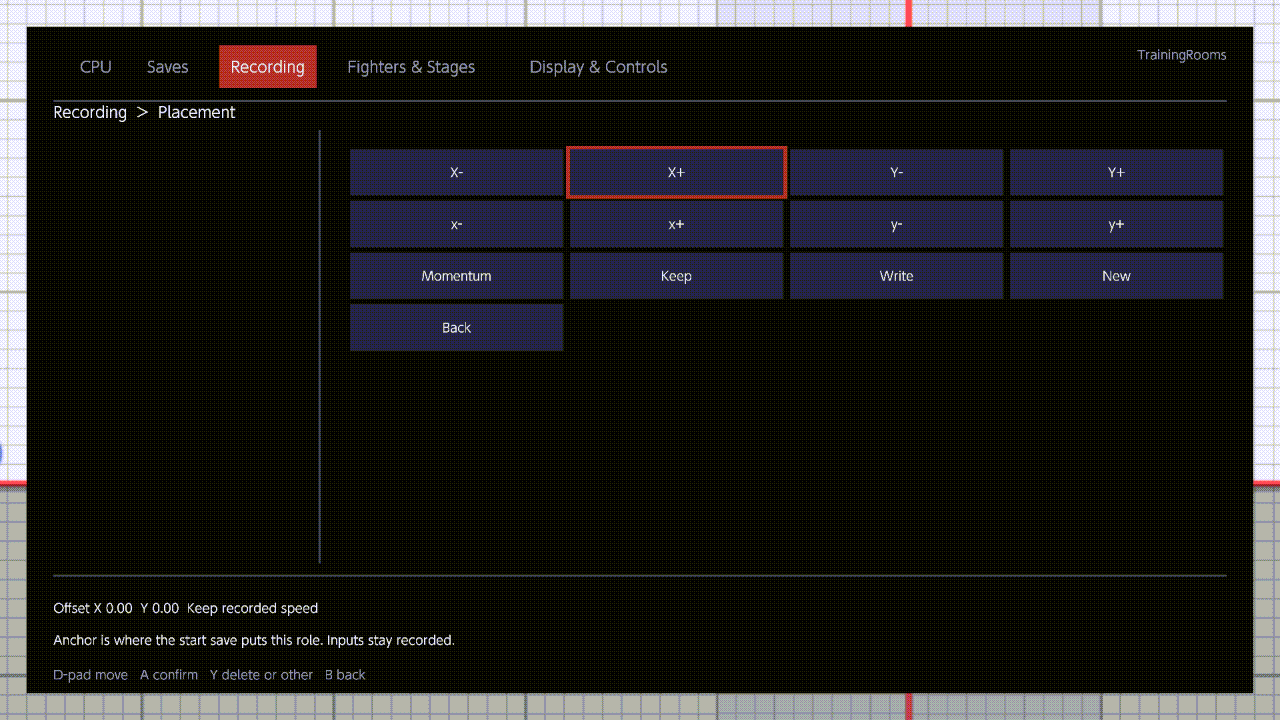 CPU Saves Recording Fighters & Stages Display & Controls TrainingRooms
Recording > Placement
X- X+ Y- Y+
x- x+ y- y+
Momentum Keep Write New
Back
Offset X 0.00 Y 0.00 Keep recorded speed
Anchor is where the start save puts this role. Inputs stay recorded.
D-pad move A confirm Y delete or other B back